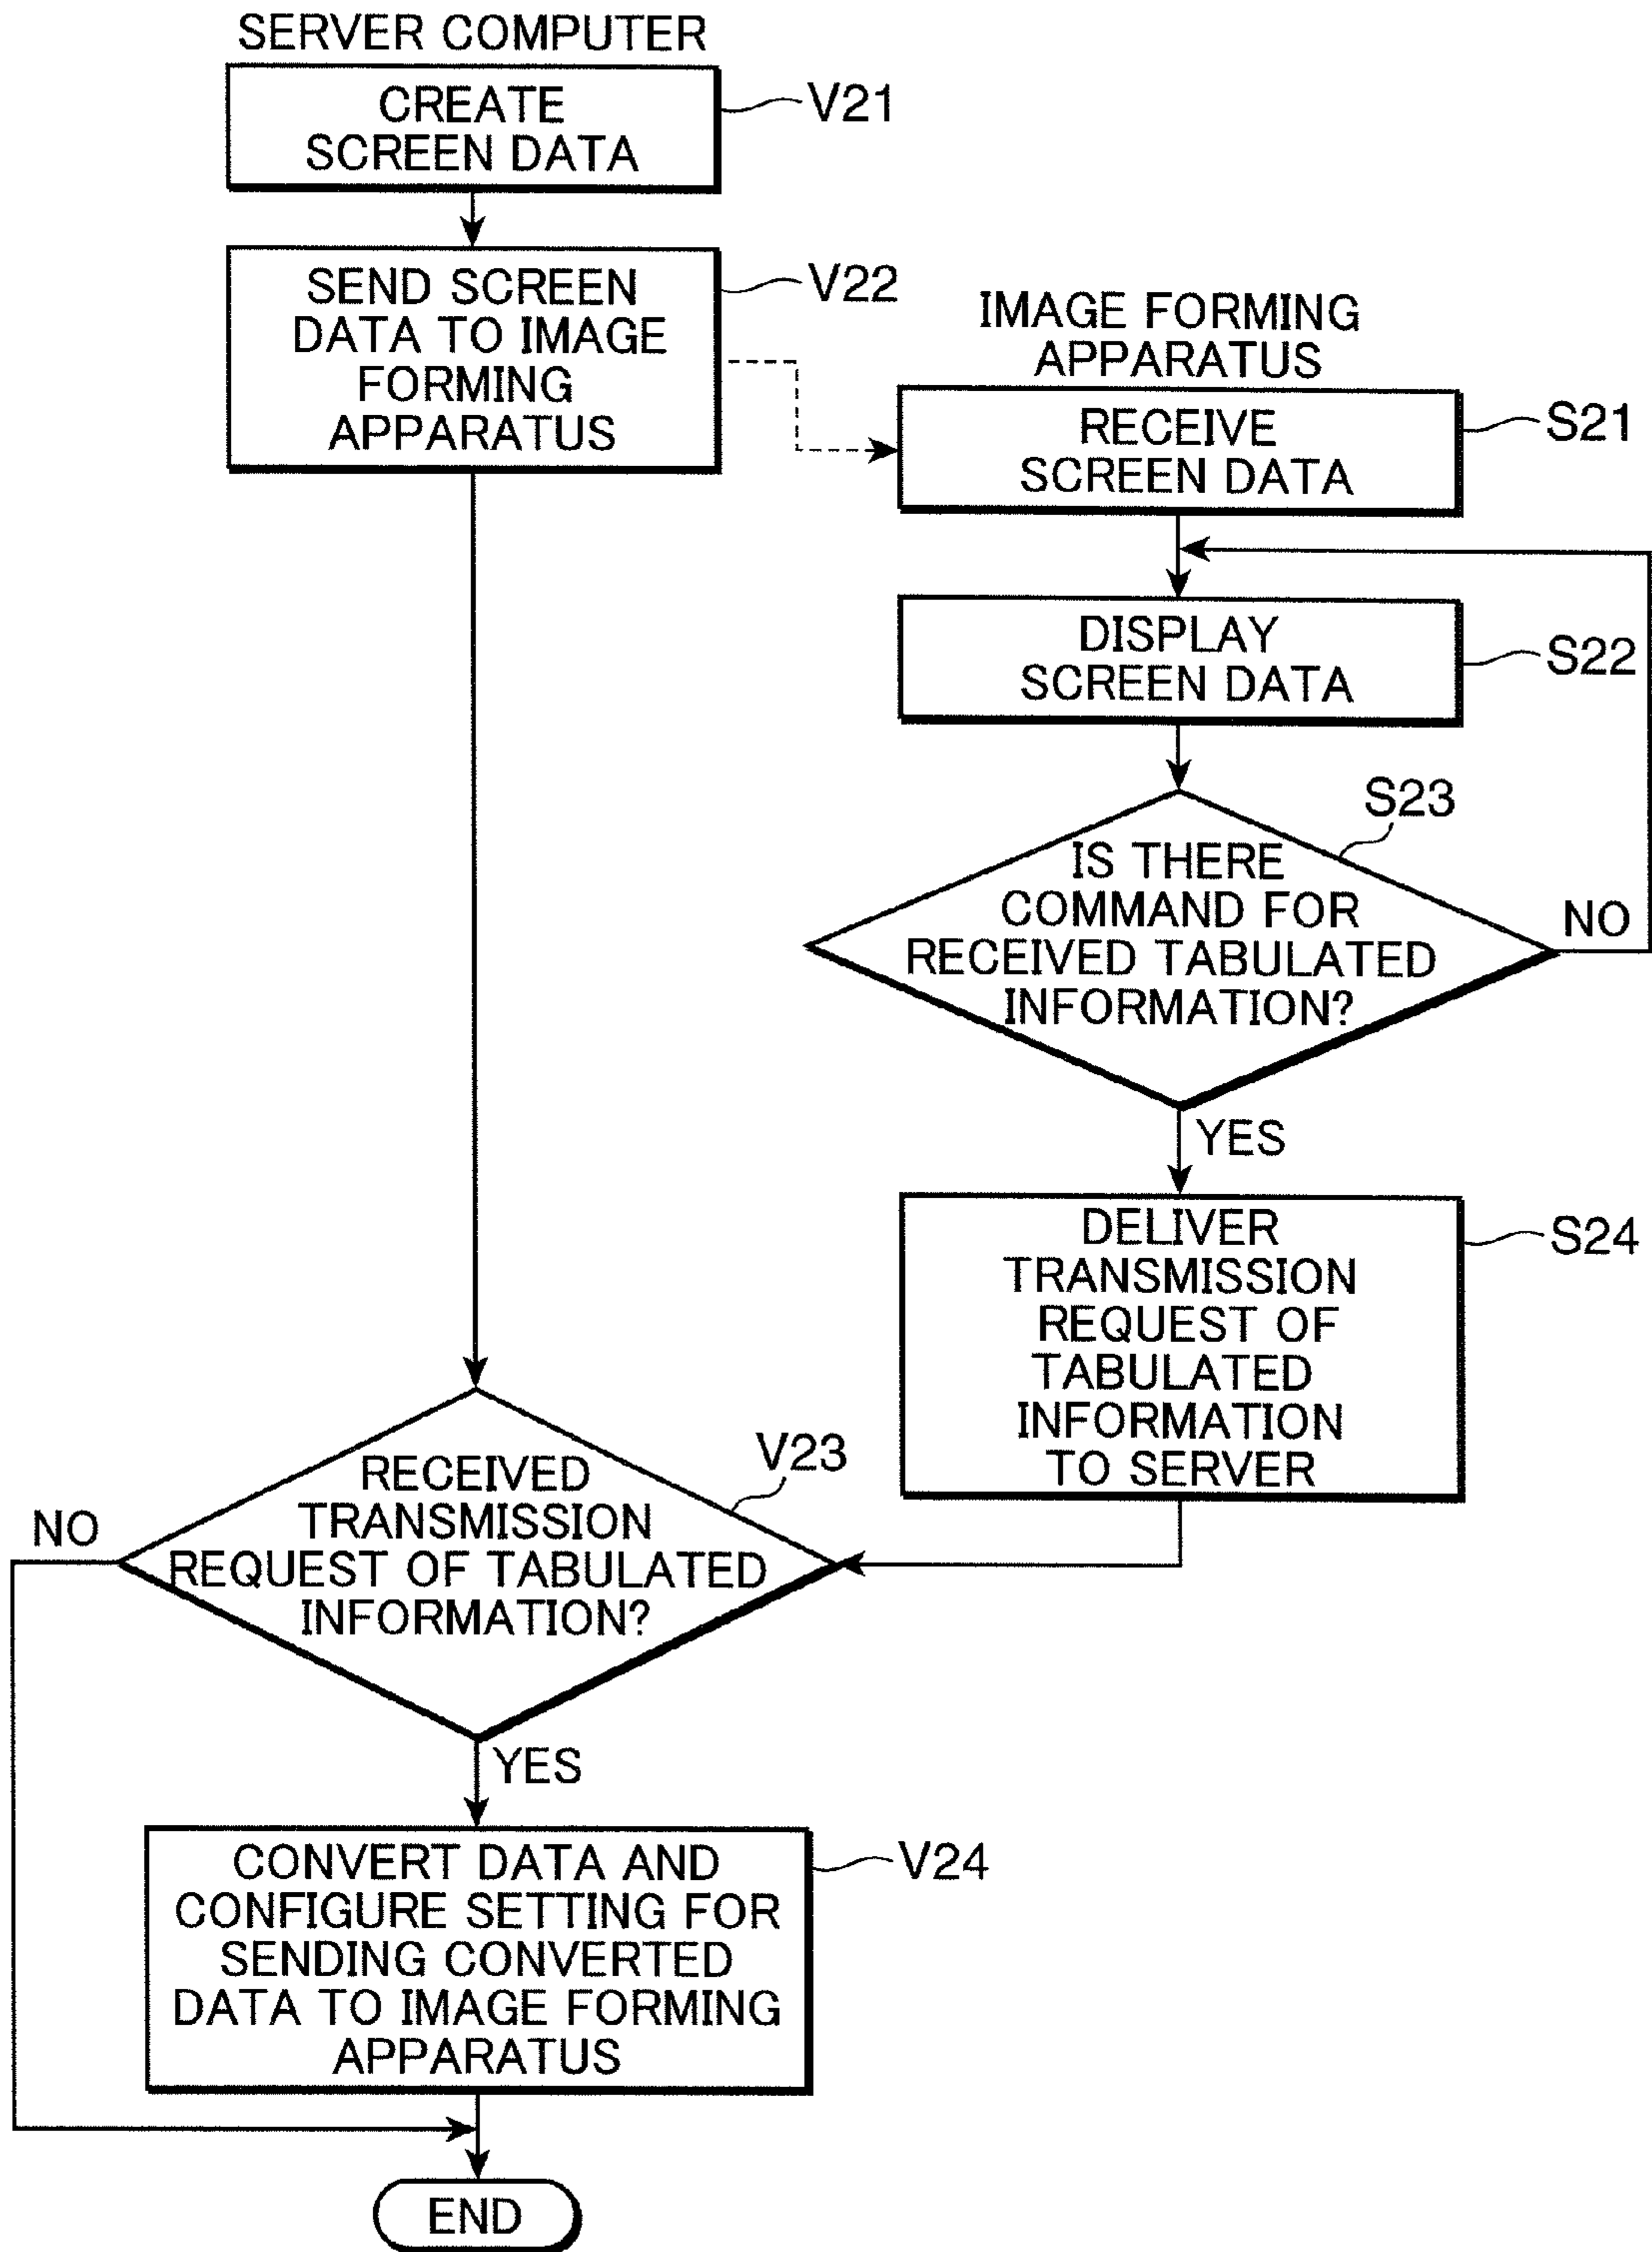 SERVER COMPUTER
CREATE
SCREEN DATA
V21
SEND SCREEN
DATA TO IMAGE
FORMING
APPARATUS
V22
IMAGE FORMING
APPARATUS
RECEIVE
SCREEN DATA
S21
DISPLAY
SCREEN DATA
S22
S23
IS THERE
COMMAND FOR
RECEIVED TABULATED
INFORMATION?
NO
YES
DELIVER
TRANSMISSION
REQUEST OF
TABULATED
INFORMATION
TO SERVER
S24
V23
RECEIVED
TRANSMISSION
REQUEST OF TABULATED
INFORMATION?
NO
YES
CONVERT DATA AND
CONFIGURE SETTING FOR
SENDING CONVERTED
DATA TO IMAGE FORMING
APPARATUS
V24
END